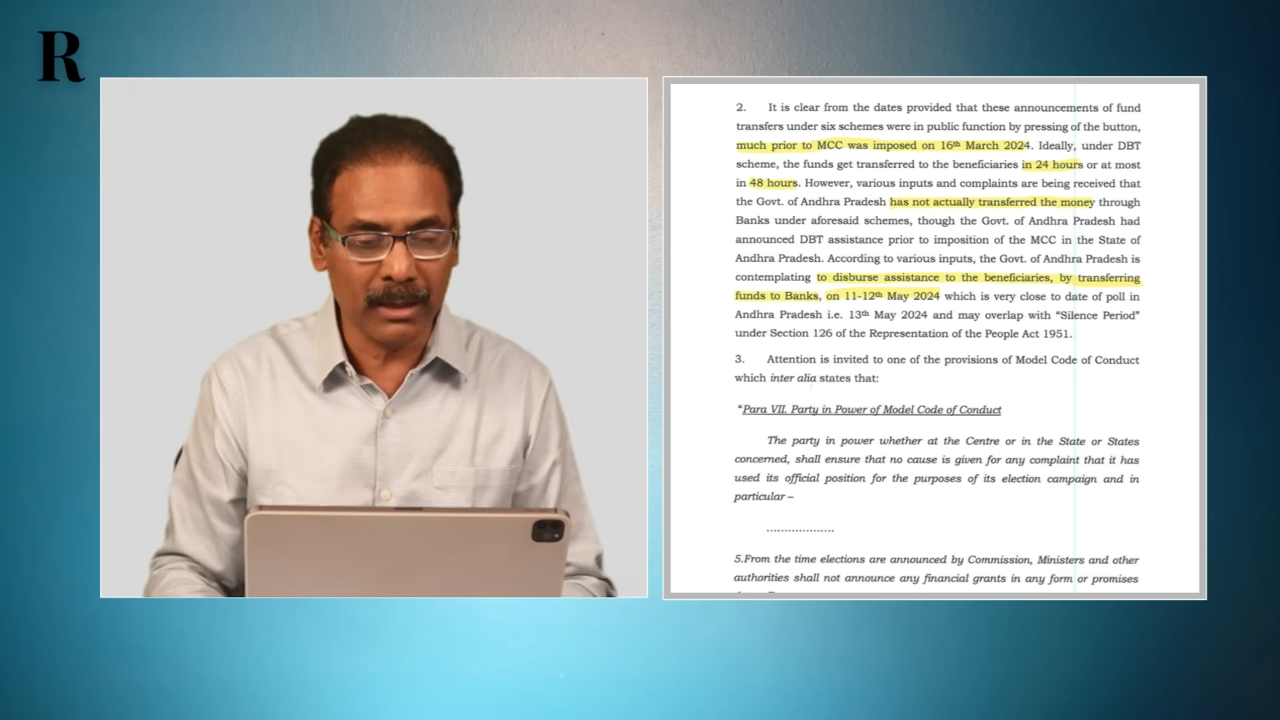 R
2. It is clear from the dates provided that these announcements of fund
transfers under six schemes were in public function by pressing of the button,
much prior to MCC was imposed on 16th March 2024. Ideally, under DBT
scheme, the funds get transferred to the beneficiaries in 24 hours or at most
in 48 hours. However, various inputs and complaints are being received that
the Govt. of Andhra Pradesh has not actually transferred the money through
Banks under aforesaid schemes, though the Govt. of Andhra Pradesh had
announced DBT assistance prior to imposition of the MCC in the State of
Andhra Pradesh. According to various inputs, the Govt. of Andhra Pradesh is
contemplating to disburse assistance to the beneficiaries, by transferring
funds to Banks, on 11-12th May 2024 which is very close to date of poll in
Andhra Pradesh i.e. 13th May 2024 and may overlap with “Silence Period”
under Section 126 of the Representation of the People Act 1951.
3. Attention is invited to one of the provisions of Model Code of Conduct
which inter alia states that:
“Para VII. Party in Power of Model Code of Conduct
The party in power whether at the Centre or in the State or States
concerned, shall ensure that no cause is given for any complaint that it has
used its official position for the purposes of its election campaign and in
particular –
...................
5.From the time elections are announced by Commission, Ministers and other
authorities shall not announce any financial grants in any form or promises